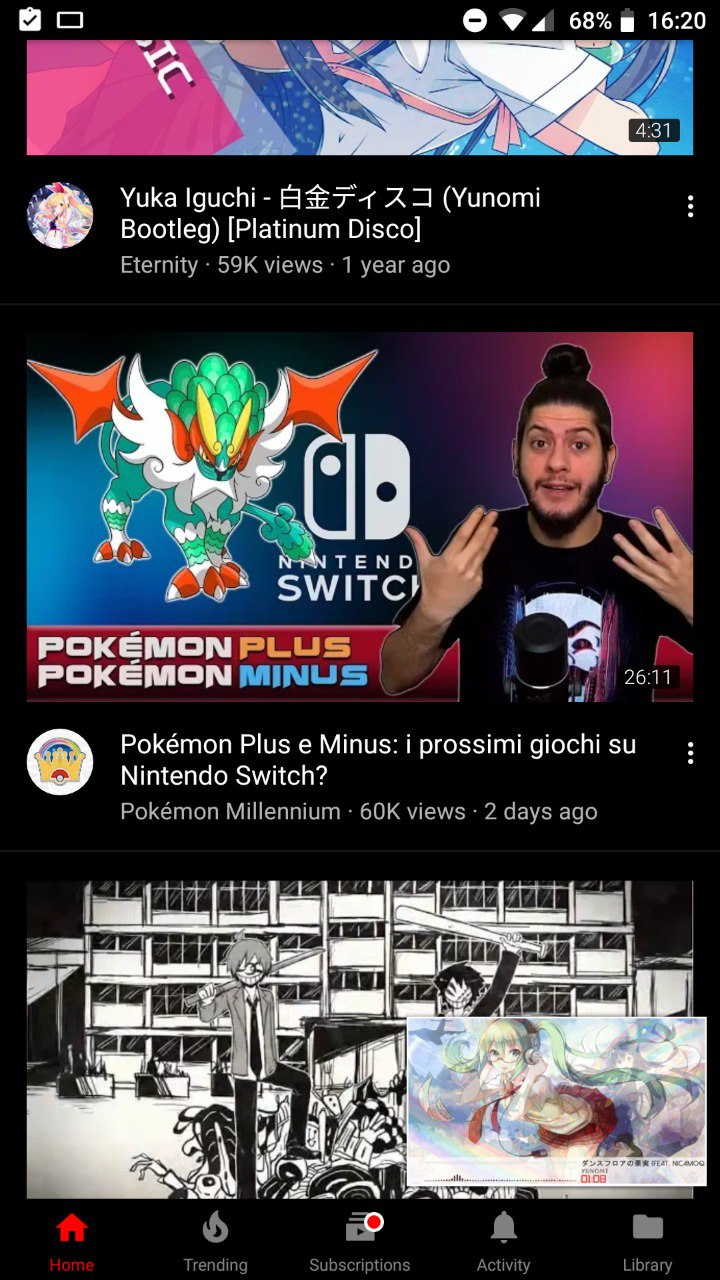 68% 16:20
SIC
4:31
Yuka Iguchi - 白金ディスコ (Yunomi
Bootleg) [Platinum Disco]
Eternity · 59K views · 1 year ago
NINTEND
SWITCH
POKÉMON PLUS
POKÉMON MINUS
26:11
Pokémon Plus e Minus: i prossimi giochi su
Nintendo Switch?
Pokémon Millennium · 60K views · 2 days ago
ダンスフロアの果実 (FEAT. NICAMOQ)
YUNOMI
01:08
Home Trending Subscriptions Activity Library